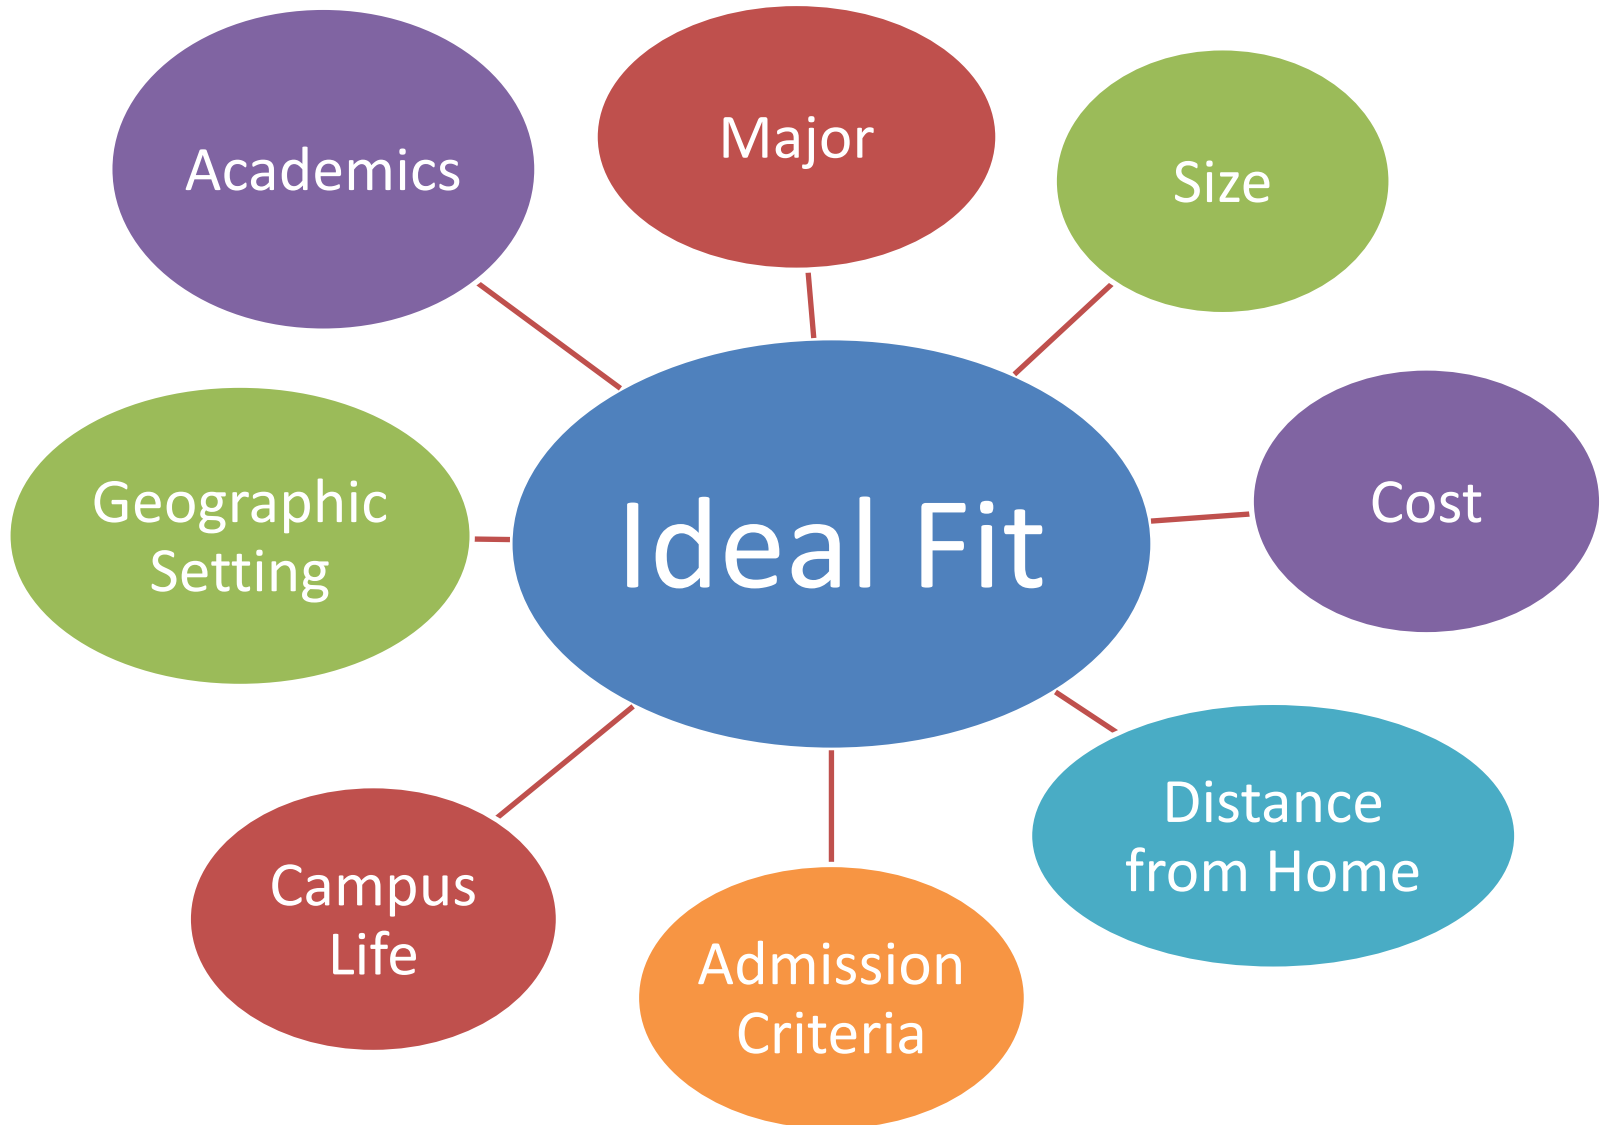 Academics
Major
Size
Geographic
Setting
Ideal Fit
Cost
Campus
Life
Admission
Criteria
Distance
from Home